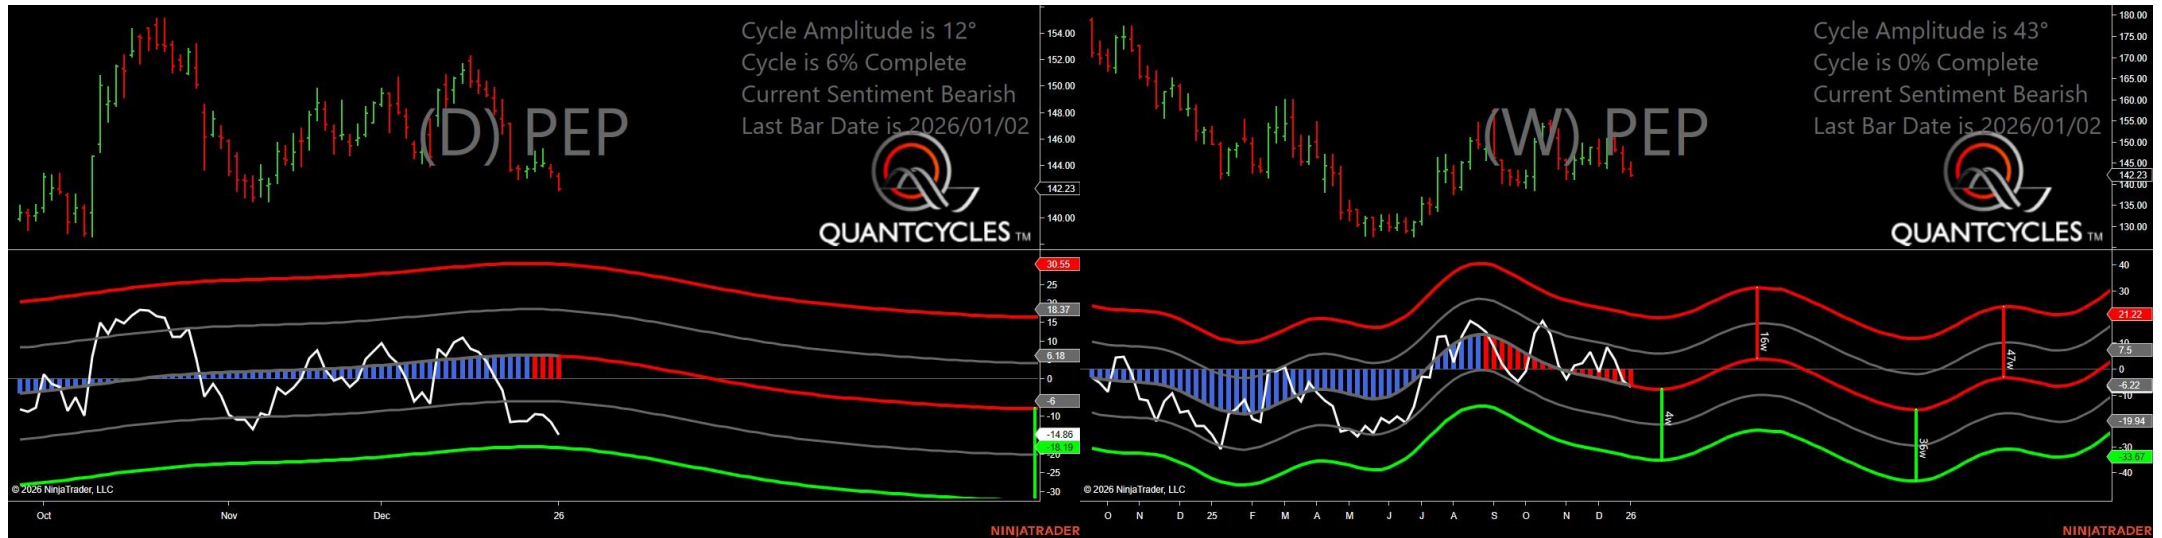 Cycle Amplitude is 12°
Cycle is 6% Complete
Current Sentiment Bearish
Last Bar Date is 2026/01/02
(D) PEP
QUANTCYCLES TM
154.00
152.00
150.00
148.00
146.00
144.00
142.23
140.00
30.55
25
18.37
15
10
6.18
0
-6
-10
-14.86
-18.19
-20
-25
-30
© 2026 NinjaTrader, LLC
Oct Nov Dec 26
NINJATRADER
Cycle Amplitude is 43°
Cycle is 0% Complete
Current Sentiment Bearish
Last Bar Date is 2026/01/02
(W) PEP
QUANTCYCLES TM
180.00
175.00
170.00
165.00
160.00
155.00
150.00
145.00
142.23
140.00
135.00
130.00
40
30
21.22
10
7.5
0
-6.22
-10
-19.94
-30
-33.67
-40
4w
16w
36w
47w
© 2026 NinjaTrader, LLC
O N D 25 F M A M J J A S O N D 26
NINJATRADER